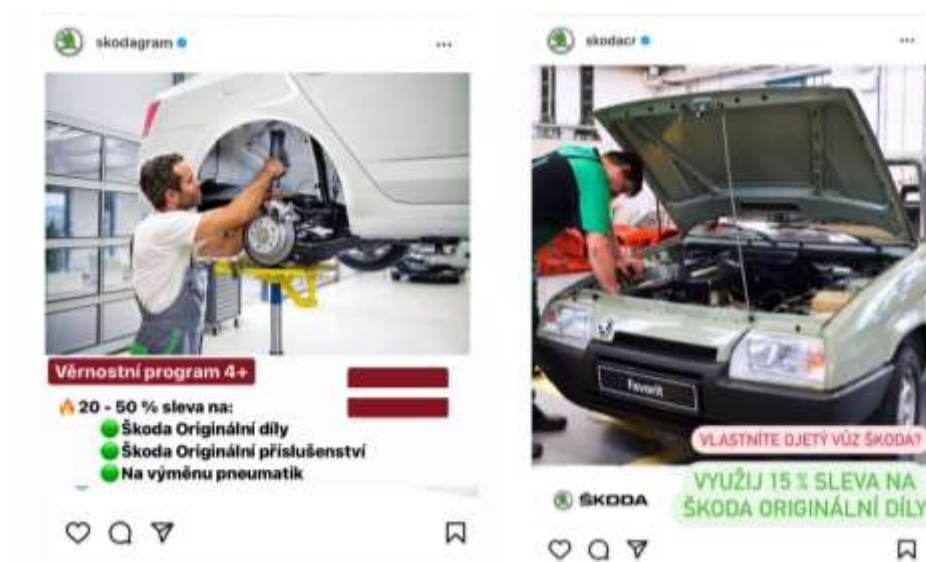 skodagram
Věrnostní program 4+
20 - 50 % sleva na:
Škoda Originální díly
Škoda Originální příslušenství
Na výměnu pneumatik
skodacr
Favorit
VLASTNÍTE OJETÝ VŮZ ŠKODA?
ŠKODA
VYUŽIJ 15 % SLEVA NA
ŠKODA ORIGINÁLNÍ DÍLY